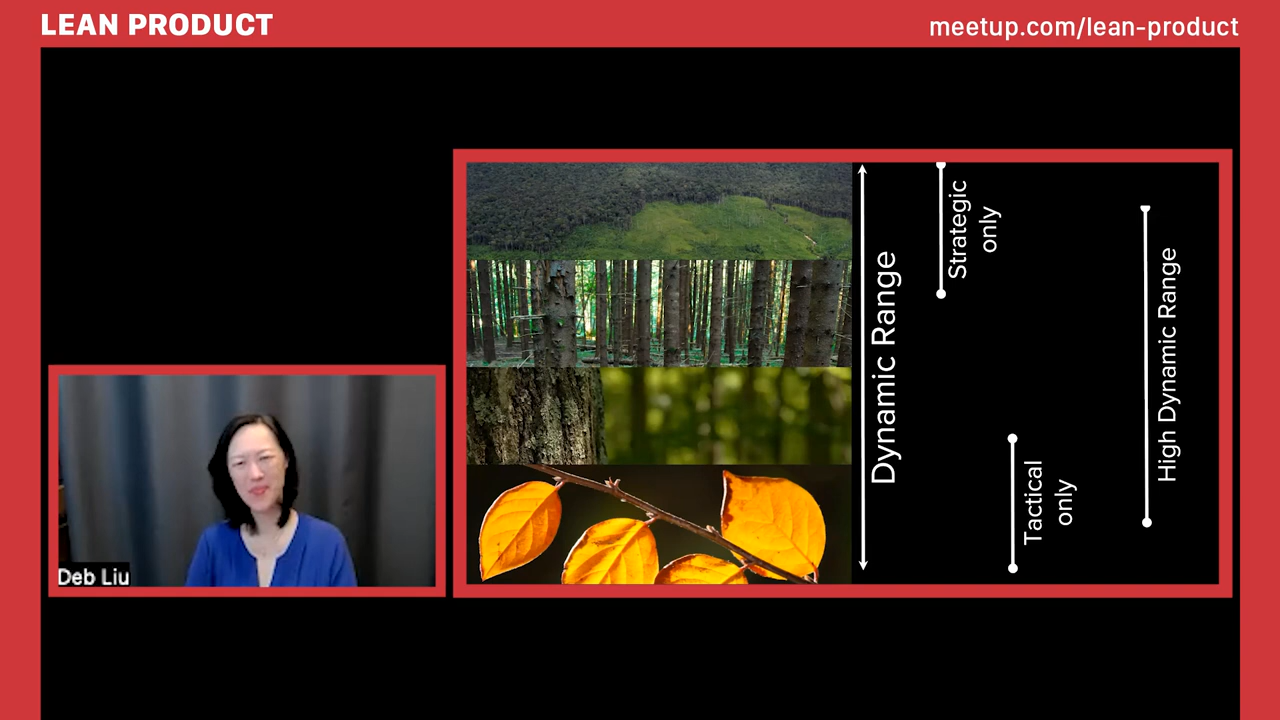 LEAN PRODUCT
meetup.com/lean-product
Deb Liu
Dynamic Range
Strategic
only
Tactical
only
High Dynamic Range